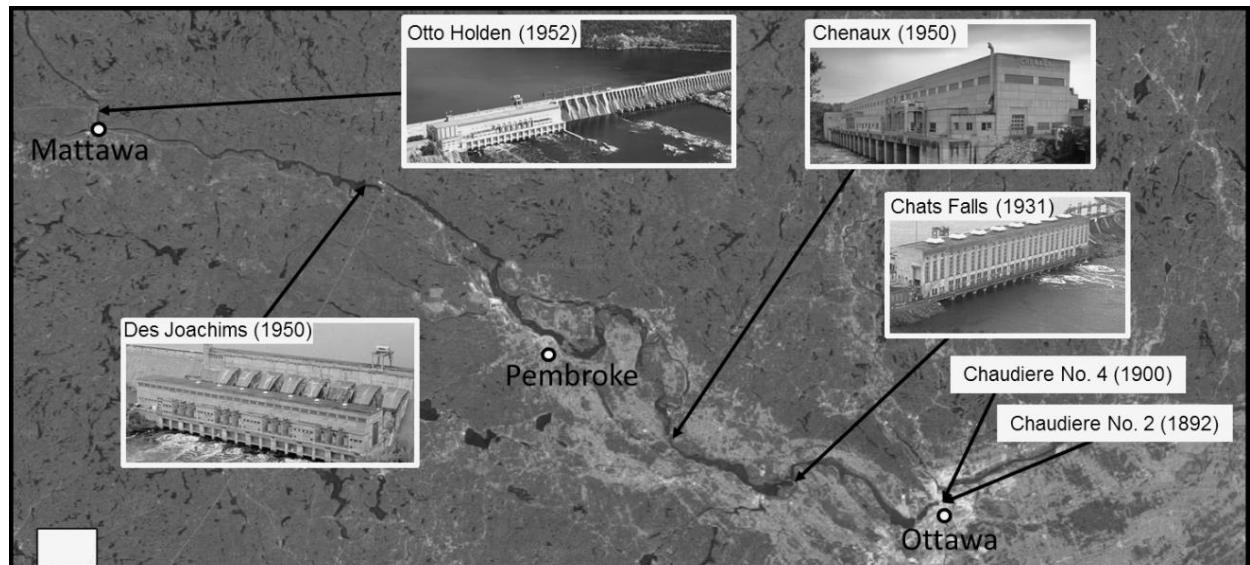 Otto Holden (1952)
Chenaux (1950)
CHENAUX
Mattawa
Chats Falls (1931)
Des Joachims (1950)
Pembroke
Chaudiere No. 4 (1900)
Chaudiere No. 2 (1892)
Ottawa